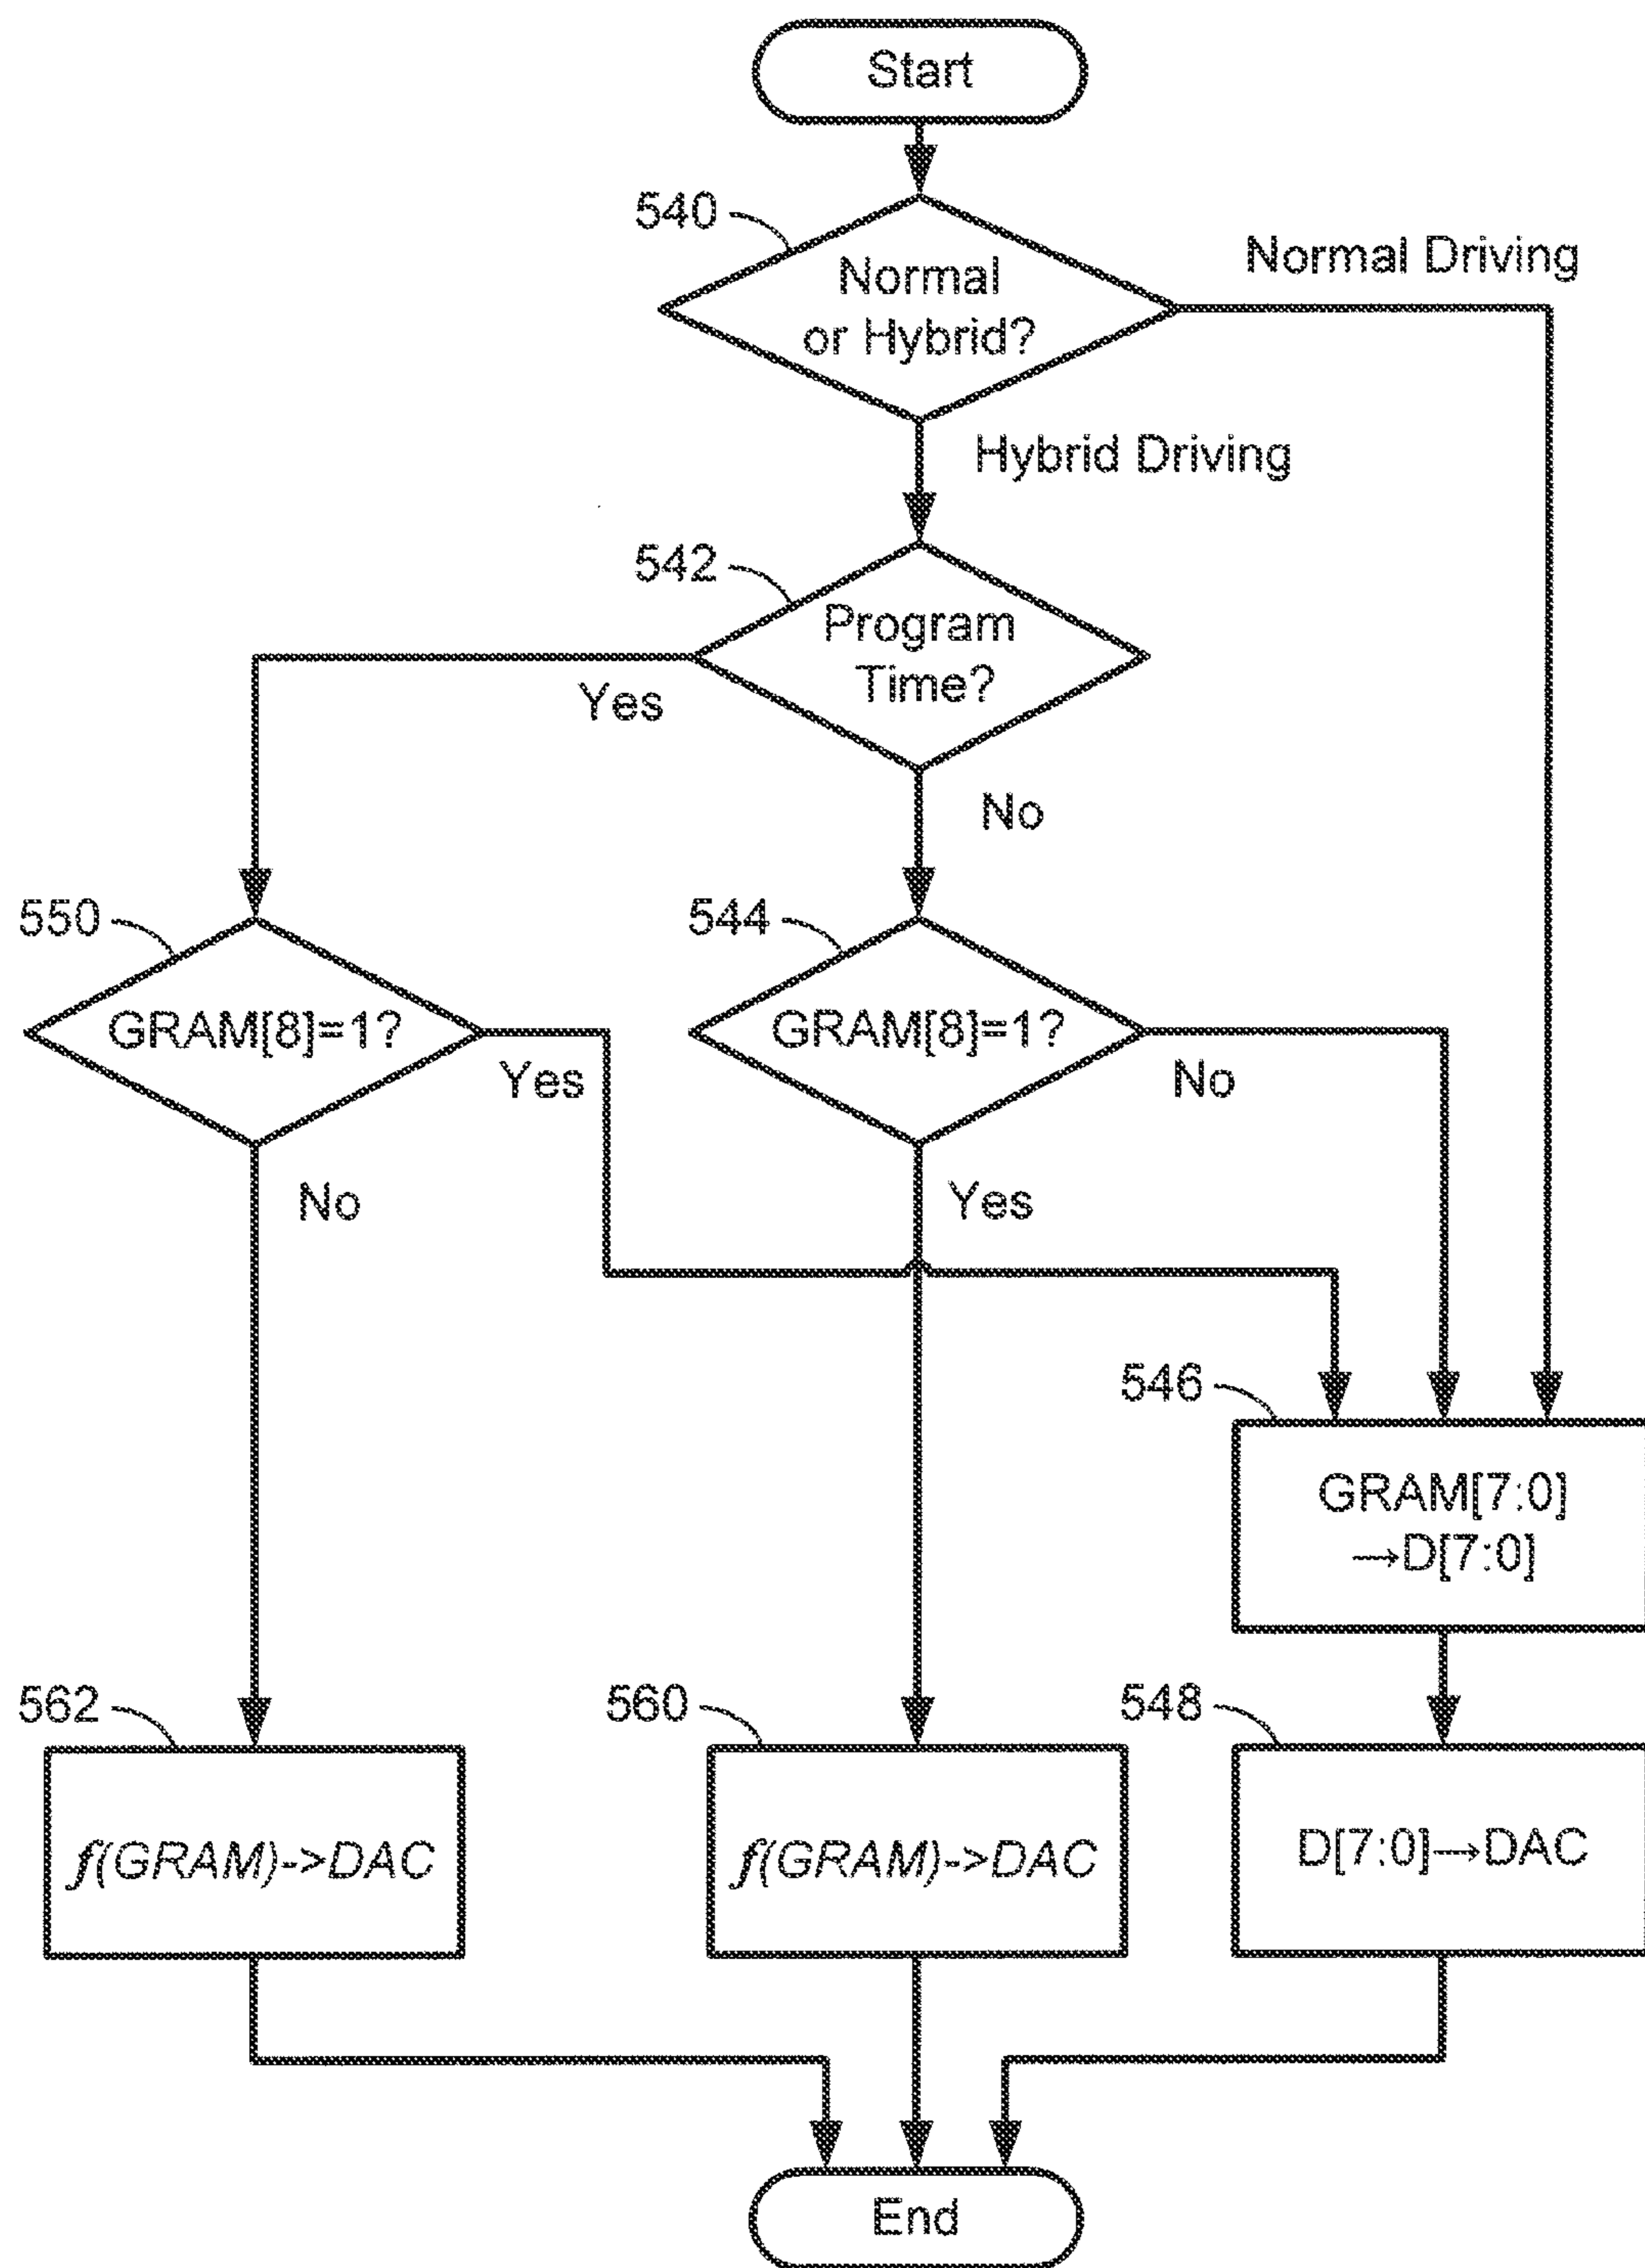 Start
540
Normal
or Hybrid?
Normal Driving
Hybrid Driving
542
Program
Time?
Yes
No
550
GRAM[8]=1?
Yes
No
544
GRAM[8]=1?
No
Yes
546
GRAM[7:0]
→D[7:0]
562
f(GRAM)->DAC
560
f(GRAM)->DAC
548
D[7:0]→DAC
End